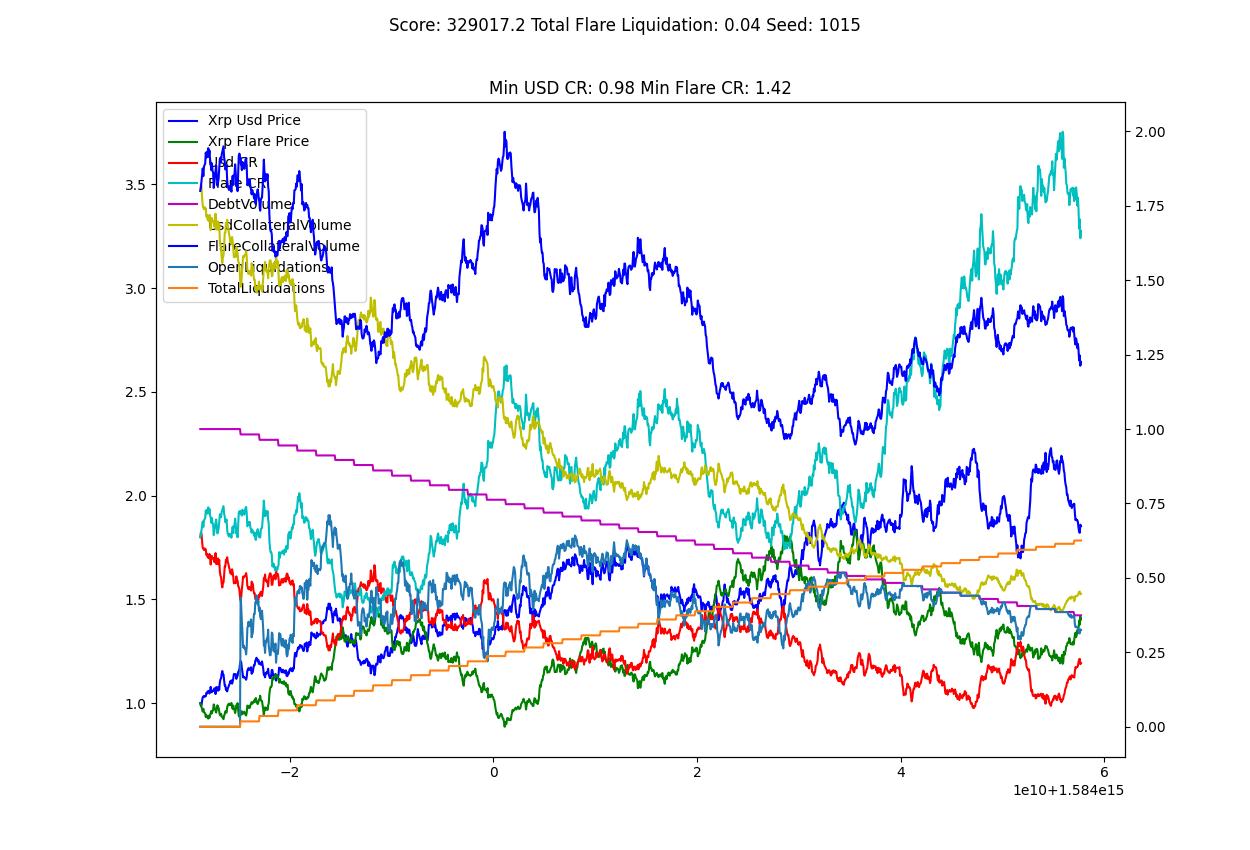 Score: 329017.2 Total Flare Liquidation: 0.04 Seed: 1015
Min USD CR: 0.98 Min Flare CR: 1.42
Xrp Usd Price
Xrp Flare Price
Usd CR
Flare CR
DebtVolume
UsdCollateralVolume
FlareCollateralVolume
OpenLiquidations
TotalLiquidations
3.5
3.0
2.5
2.0
1.5
1.0
2.00
1.75
1.50
1.25
1.00
0.75
0.50
0.25
0.00
−2
0
2
4
6
1e10+1.584e15